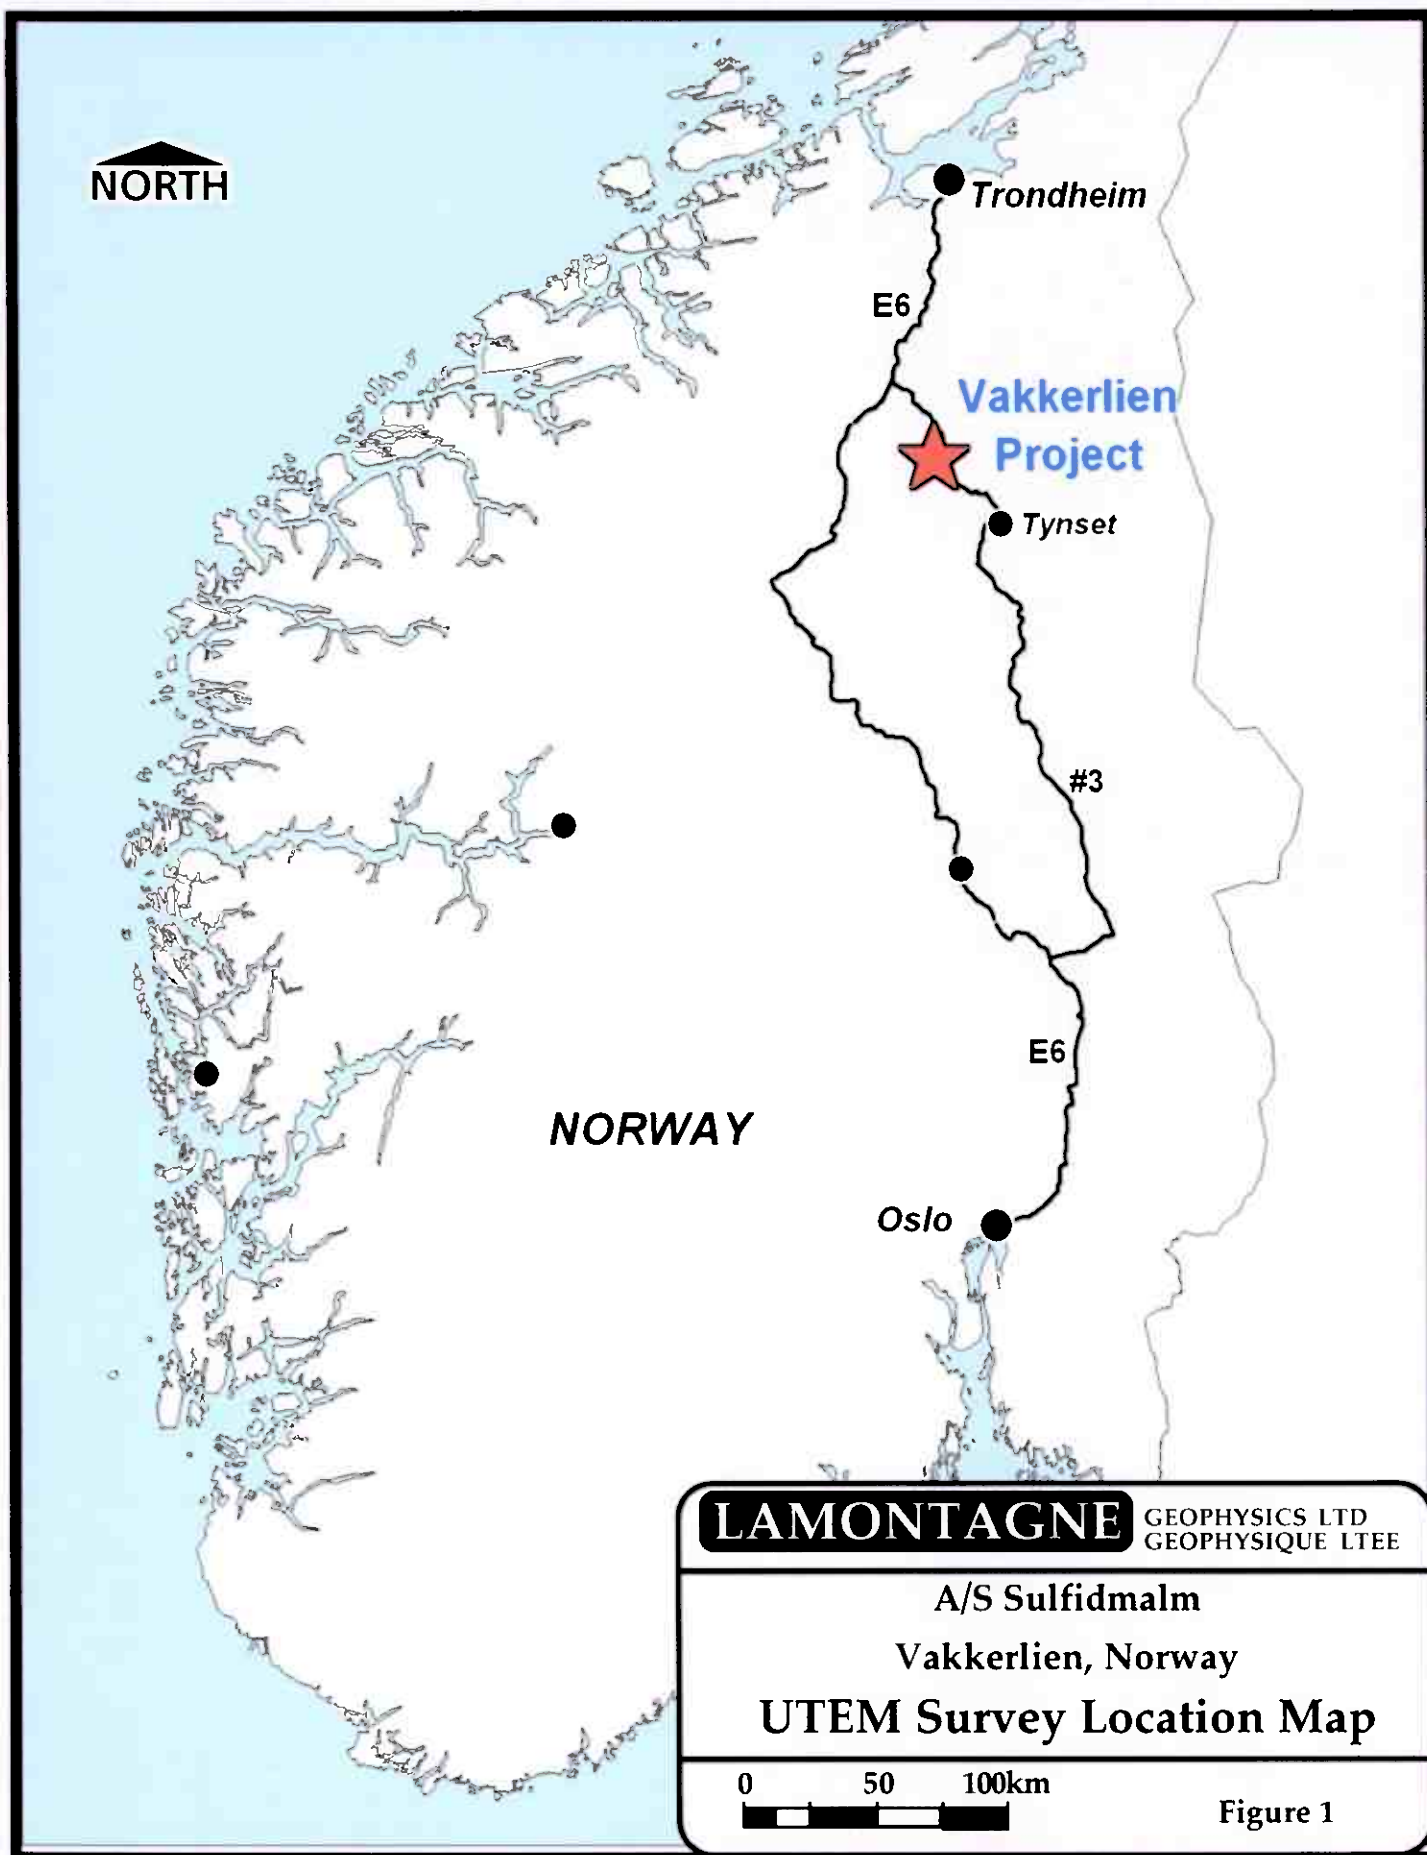 NORTH
Trondheim
E6
Vakkerlien
Project
Tynset
#3
E6
NORWAY
Oslo
LAMONTAGNE
GEOPHYSICS LTD
GEOPHYSIQUE LTEE
A/S Sulfidmalm
Vakkerlien, Norway
UTEM Survey Location Map
0 50 100km
Figure 1